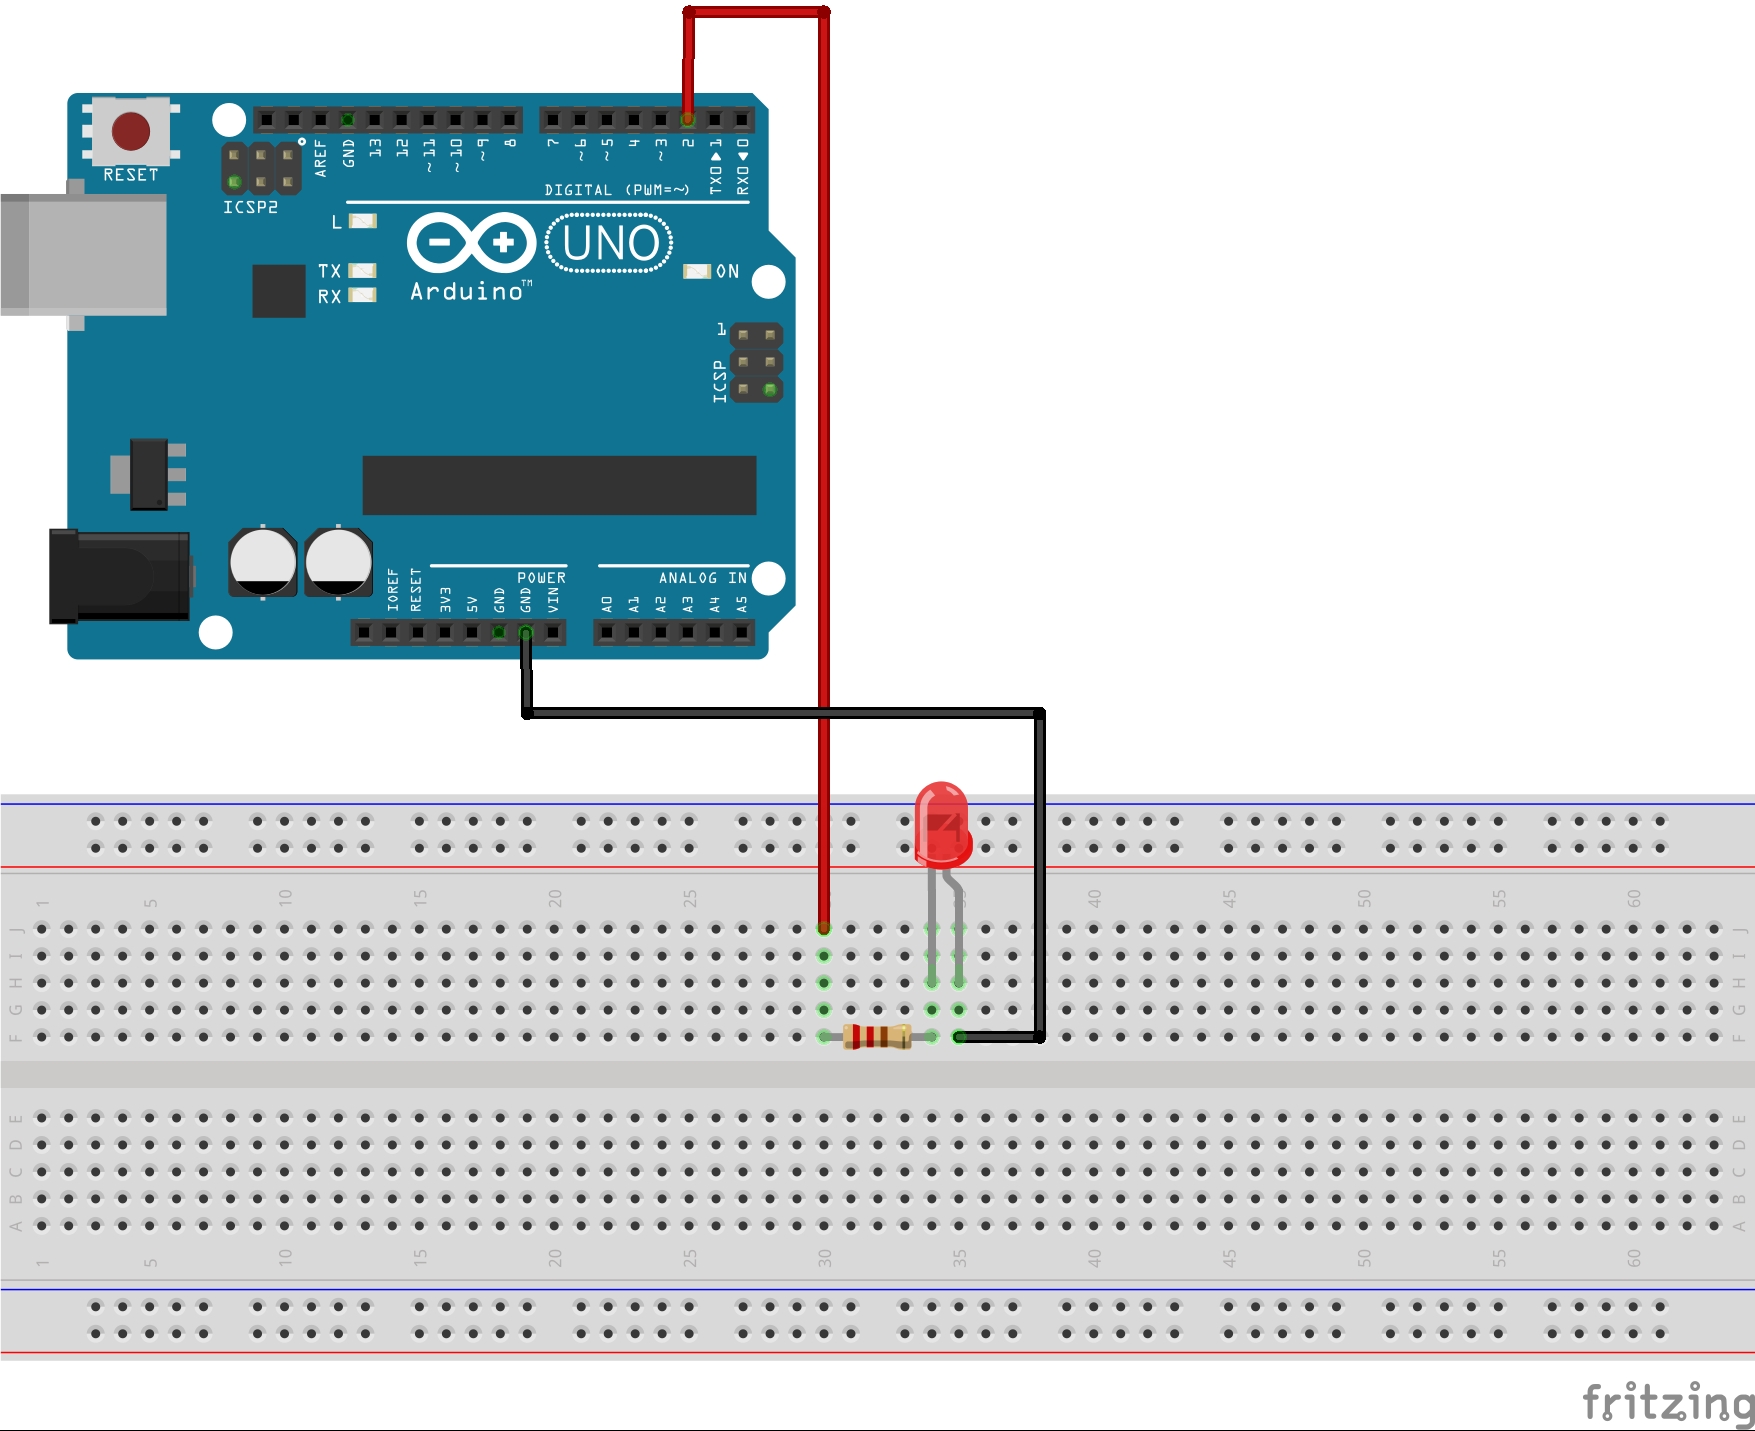 RESET
ICSP2
AREF
GND
13
12
~11
~10
~9
8
7
~6
~5
4
~3
2
TX0▶1
RX0◀0
DIGITAL (PWM=~)
L
TX
RX
UNO
Arduino™
ON
1
ICSP
IOREF
RESET
3V3
5V
GND
GND
VIN
POWER
ANALOG IN
A0
A1
A2
A3
A4
A5
1 5 10 15 20 25 35 40 45 50 55 60
J J
I I
H H
G G
F F
E E
D D
C C
B B
A A
1 5 10 15 20 25 30 35 40 45 50 55 60
fritzing